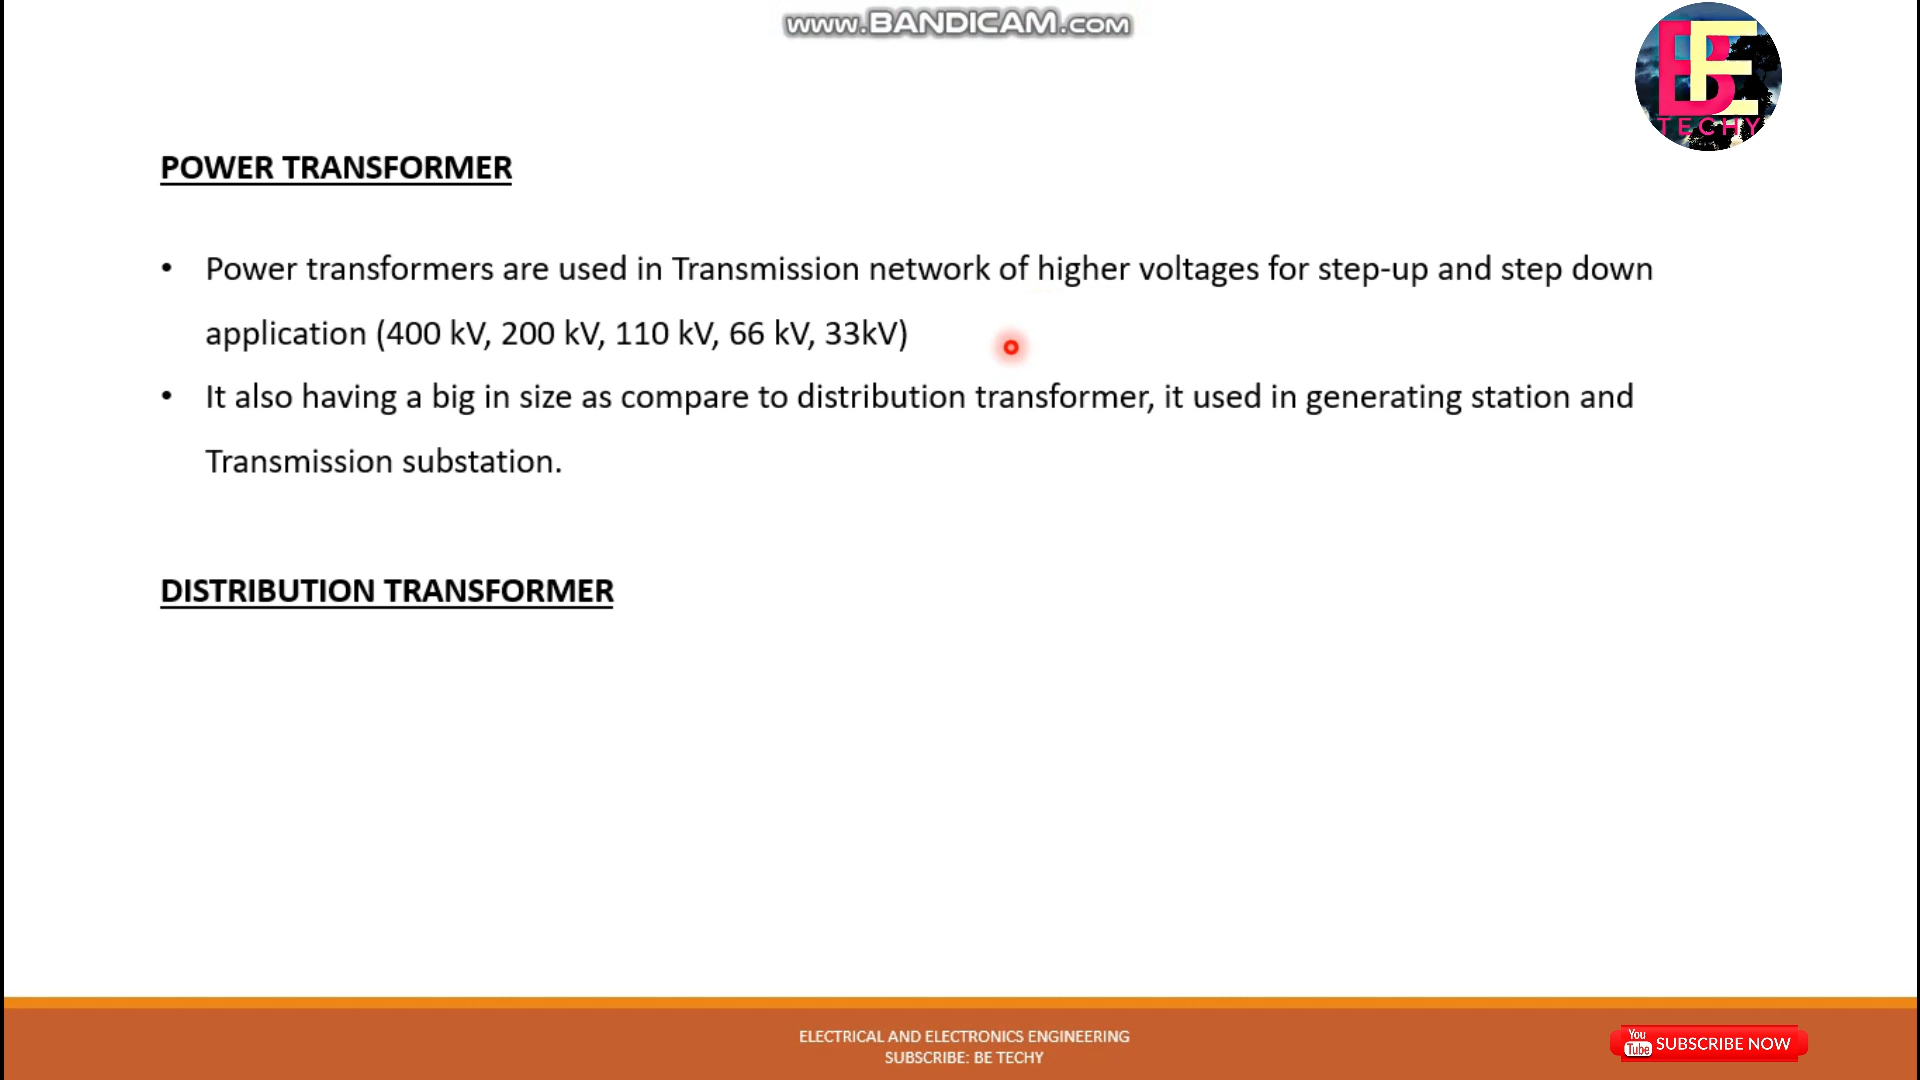 www.BANDICAM.com
BE
TECHY
POWER TRANSFORMER
• Power transformers are used in Transmission network of higher voltages for step-up and step down
application (400 kV, 200 kV, 110 kV, 66 kV, 33kV)
• It also having a big in size as compare to distribution transformer, it used in generating station and
Transmission substation.
DISTRIBUTION TRANSFORMER
ELECTRICAL AND ELECTRONICS ENGINEERING
SUBSCRIBE: BE TECHY
You Tube SUBSCRIBE NOW